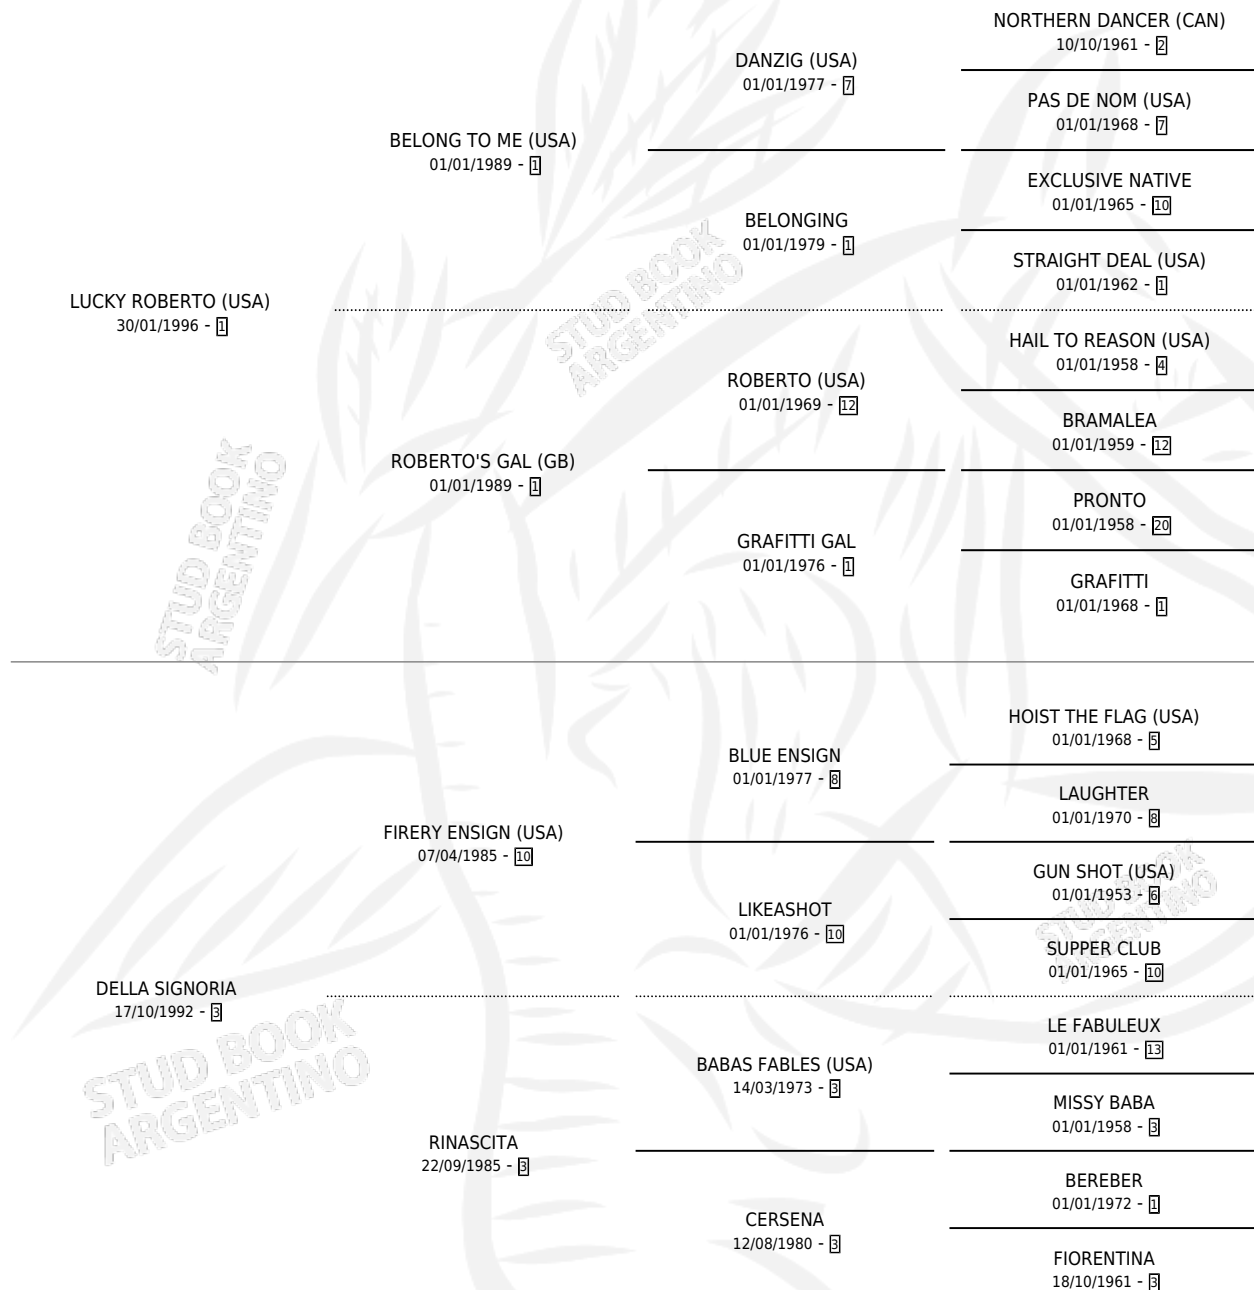 NORTHERN DANCER (CAN)
10/10/1961 - 2
DANZIG (USA)
01/01/1977 - 7
PAS DE NOM (USA)
01/01/1968 - 7
BELONG TO ME (USA)
01/01/1989 - 1
EXCLUSIVE NATIVE
01/01/1965 - 10
BELONGING
01/01/1979 - 1
STRAIGHT DEAL (USA)
01/01/1962 - 1
LUCKY ROBERTO (USA)
30/01/1996 - 1
STUD BOOK
ARGENTINO
HAIL TO REASON (USA)
01/01/1958 - 4
ROBERTO (USA)
01/01/1969 - 12
BRAMALEA
01/01/1959 - 12
ROBERTO'S GAL (GB)
01/01/1989 - 1
PRONTO
01/01/1958 - 20
GRAFITTI GAL
01/01/1976 - 1
GRAFITTI
01/01/1968 - 1
STUD BOOK
ARGENTINO
HOIST THE FLAG (USA)
01/01/1968 - 5
BLUE ENSIGN
01/01/1977 - 8
LAUGHTER
01/01/1970 - 8
FIRERY ENSIGN (USA)
07/04/1985 - 10
GUN SHOT (USA)
01/01/1953 - 6
LIKEASHOT
01/01/1976 - 10
STUD BOOK
ARGENTINO
SUPPER CLUB
01/01/1965 - 10
DELLA SIGNORIA
17/10/1992 - 3
STUD BOOK
ARGENTINO
LE FABULEUX
01/01/1961 - 13
BABAS FABLES (USA)
14/03/1973 - 3
MISSY BABA
01/01/1958 - 3
RINASCITA
22/09/1985 - 3
BEREBER
01/01/1972 - 1
CERSENA
12/08/1980 - 3
FIORENTINA
18/10/1961 - 3